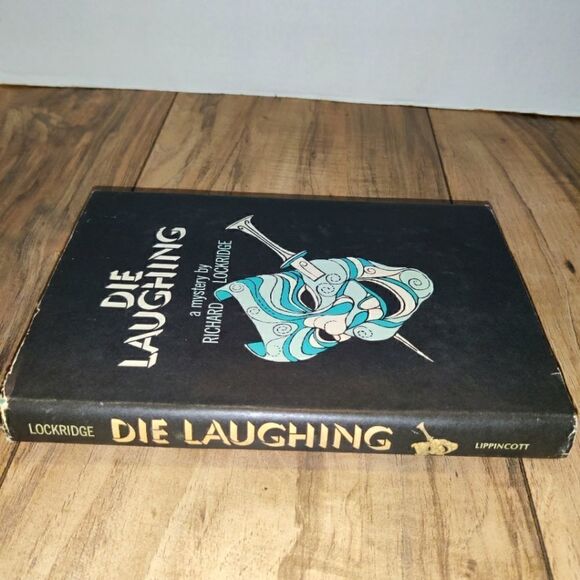 DIE
LAUGHING
a mystery by
RICHARD LOCKRIDGE
LOCKRIDGE DIE LAUGHING LIPPINCOTT